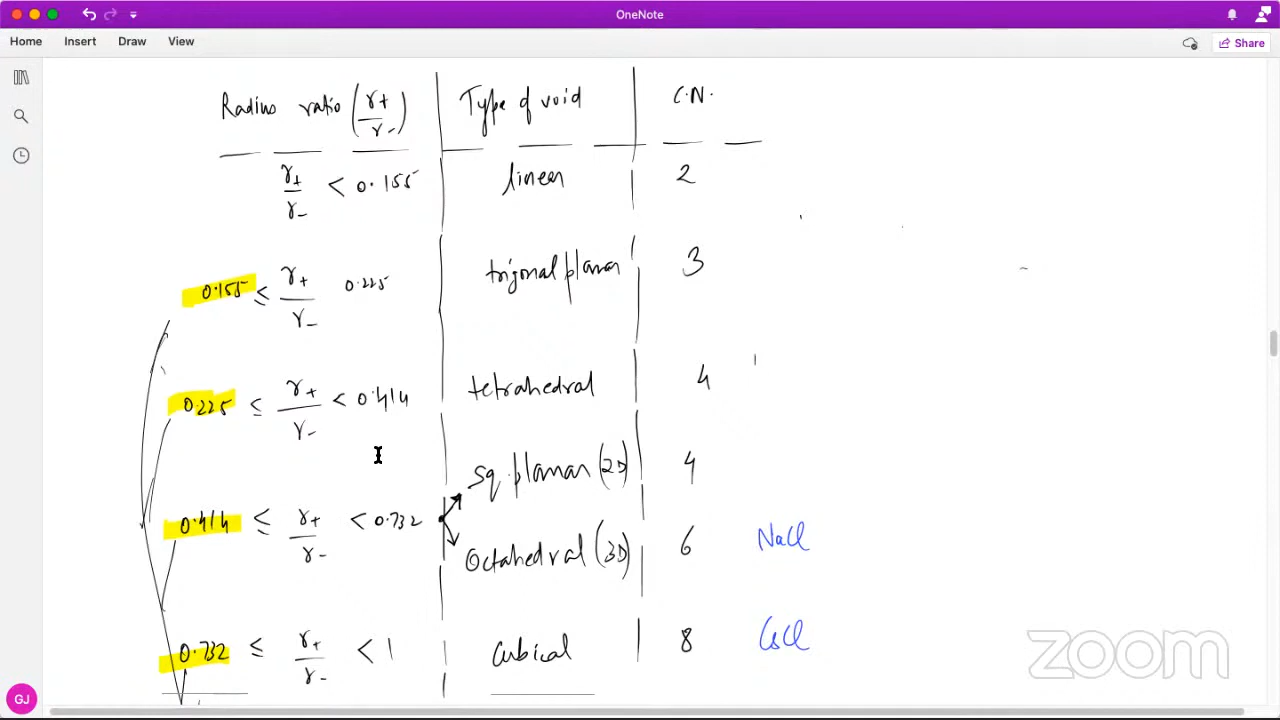 OneNote
Home Insert Draw View Share
Radius ratio (r+/r-) Type of void C.N.
r+/r- < 0.155 linear 2
0.155 ≤ r+/r- 0.225 trigonal planar 3
0.225 ≤ r+/r- < 0.414 tetrahedral 4
Sq. planar (2D) 4
0.414 ≤ r+/r- < 0.732
Octahedral (3D) 6 NaCl
0.732 ≤ r+/r- < 1 Cubical 8 CsCl
zoom
GJ